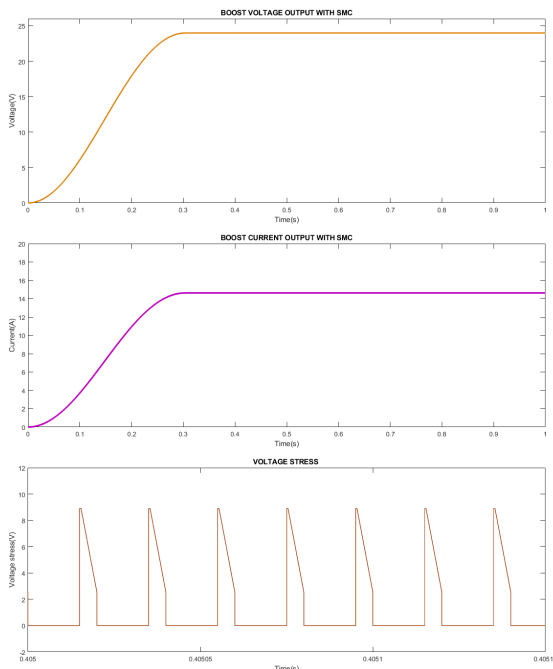 BOOST VOLTAGE OUTPUT WITH SMC
25
20
15
10
5
0
Voltage(V)
0 0.1 0.2 0.3 0.4 0.5 0.6 0.7 0.8 0.9 1
Time(s)
BOOST CURRENT OUTPUT WITH SMC
20
18
16
14
12
10
8
6
4
2
0
Current(A)
0 0.1 0.2 0.3 0.4 0.5 0.6 0.7 0.8 0.9 1
Time(s)
VOLTAGE STRESS
12
10
8
6
4
2
0
-2
Voltage stress(V)
0.405 0.40505 0.4051 0.4051
Time(s)